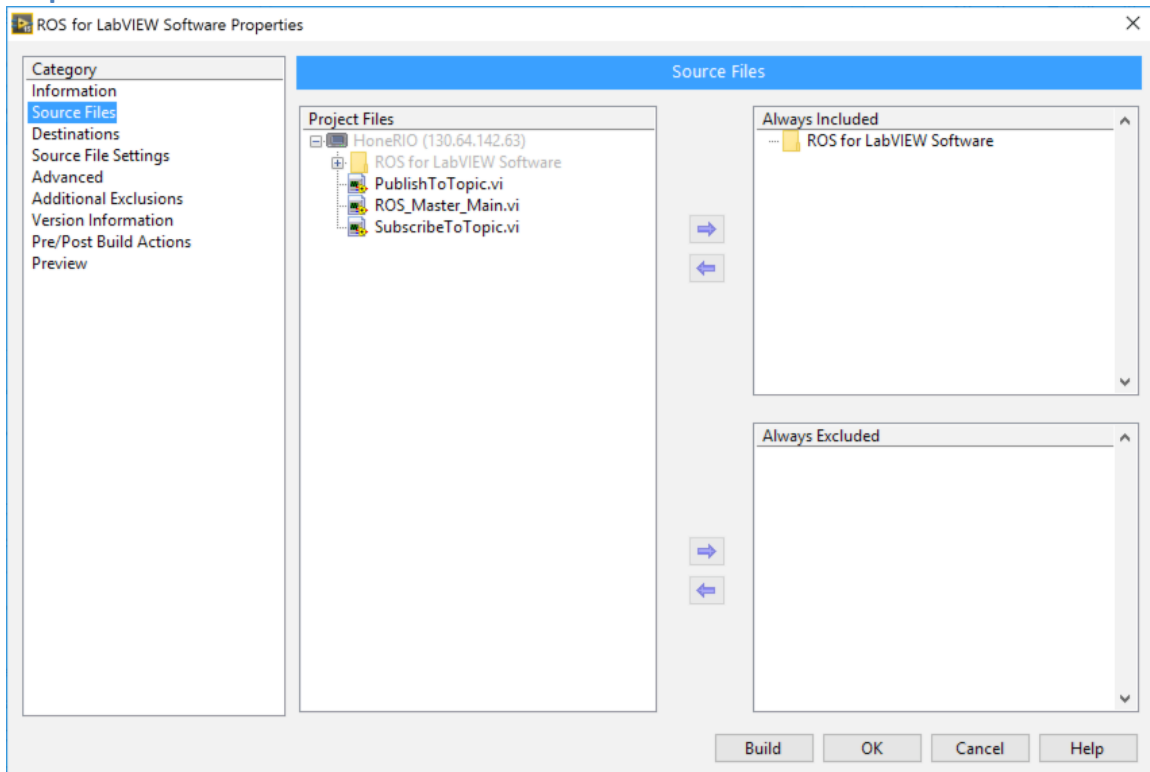 ROS for LabVIEW Software Properties
Category
Information
Source Files
Destinations
Source File Settings
Advanced
Additional Exclusions
Version Information
Pre/Post Build Actions
Preview
Source Files
Project Files
HoneRIO (130.64.142.63)
ROS for LabVIEW Software
PublishToTopic.vi
ROS_Master_Main.vi
SubscribeToTopic.vi
Always Included
ROS for LabVIEW Software
Always Excluded
Build
OK
Cancel
Help